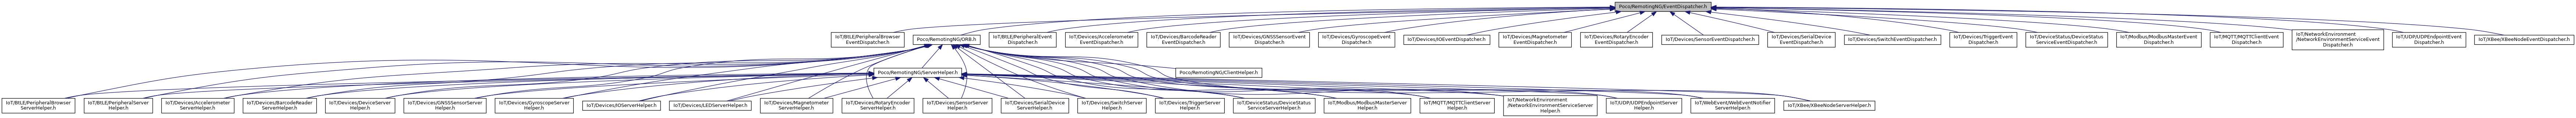 Poco/RemotingNG/EventDispatcher.h
IoT/BtLE/PeripheralBrowser
EventDispatcher.h
Poco/RemotingNG/ORB.h
IoT/BtLE/PeripheralEvent
Dispatcher.h
IoT/Devices/Accelerometer
EventDispatcher.h
IoT/Devices/BarcodeReader
EventDispatcher.h
IoT/Devices/GNSSSensorEvent
Dispatcher.h
IoT/Devices/GyroscopeEvent
Dispatcher.h
IoT/Devices/IOEventDispatcher.h
IoT/Devices/Magnetometer
EventDispatcher.h
IoT/Devices/RotaryEncoder
EventDispatcher.h
IoT/Devices/SensorEventDispatcher.h
IoT/Devices/SerialDevice
EventDispatcher.h
IoT/Devices/SwitchEventDispatcher.h
IoT/Devices/TriggerEvent
Dispatcher.h
IoT/DeviceStatus/DeviceStatus
ServiceEventDispatcher.h
IoT/Modbus/ModbusMasterEvent
Dispatcher.h
IoT/MQTT/MQTTClientEvent
Dispatcher.h
IoT/NetworkEnvironment
/NetworkEnvironmentServiceEvent
Dispatcher.h
IoT/UDP/UDPEndpointEvent
Dispatcher.h
IoT/XBee/XBeeNodeEventDispatcher.h
Poco/RemotingNG/ServerHelper.h
Poco/RemotingNG/ClientHelper.h
IoT/BtLE/PeripheralBrowser
ServerHelper.h
IoT/BtLE/PeripheralServer
Helper.h
IoT/Devices/Accelerometer
ServerHelper.h
IoT/Devices/BarcodeReader
ServerHelper.h
IoT/Devices/DeviceServer
Helper.h
IoT/Devices/GNSSSensorServer
Helper.h
IoT/Devices/GyroscopeServer
Helper.h
IoT/Devices/IOServerHelper.h
IoT/Devices/LEDServerHelper.h
IoT/Devices/Magnetometer
ServerHelper.h
IoT/Devices/RotaryEncoder
ServerHelper.h
IoT/Devices/SensorServer
Helper.h
IoT/Devices/SerialDevice
ServerHelper.h
IoT/Devices/SwitchServer
Helper.h
IoT/Devices/TriggerServer
Helper.h
IoT/DeviceStatus/DeviceStatus
ServiceServerHelper.h
IoT/Modbus/ModbusMasterServer
Helper.h
IoT/MQTT/MQTTClientServer
Helper.h
IoT/NetworkEnvironment
/NetworkEnvironmentServiceServer
Helper.h
IoT/UDP/UDPEndpointServer
Helper.h
IoT/WebEvent/WebEventNotifier
ServerHelper.h
IoT/XBee/XBeeNodeServerHelper.h